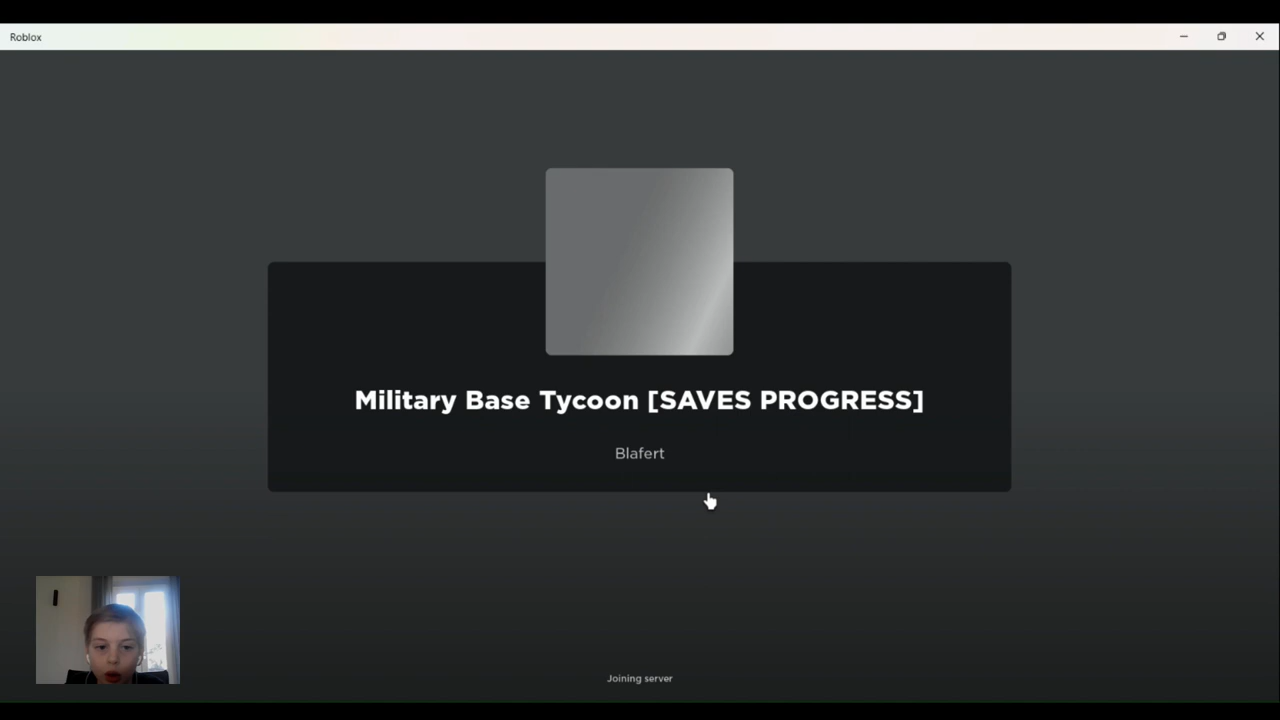 Roblox
Military Base Tycoon [SAVES PROGRESS]
Blafert
Joining server